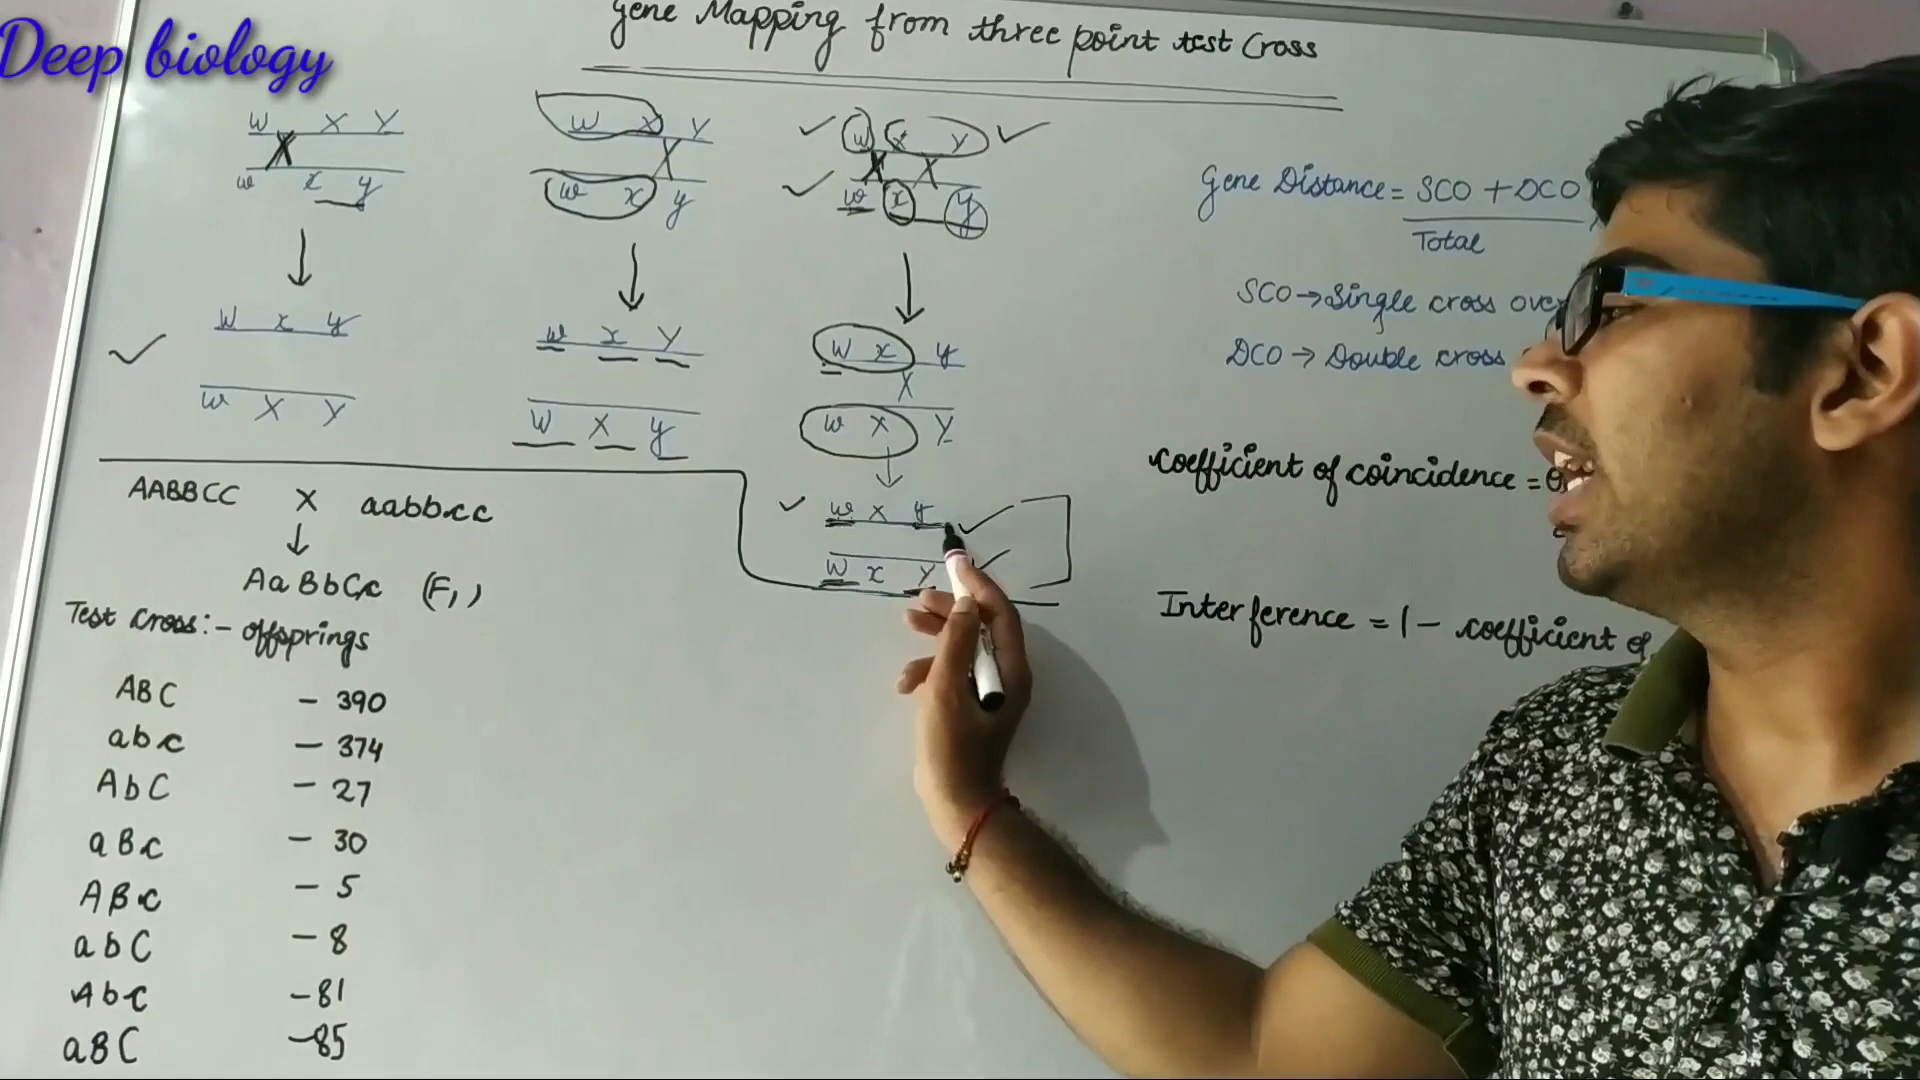 Deep biology
Gene Mapping from three point test Cross
W X Y
w x y
W x y
w X Y
W X Y
w x y
w x Y
W X y
W X Y
w x y
W x y
X
w X Y
w X y
W x Y
Gene Distance = SCO + DCO
Total
SCO → Single cross over
DCO → Double cross
coefficient of coincidence =
Interference = 1 - coefficient of
AABBCC X aabbcc
AaBbCc (F1)
Test cross:- offsprings
ABC - 390
abc - 374
AbC - 27
aBc - 30
ABc - 5
abC - 8
Abc - 81
aBC - 85